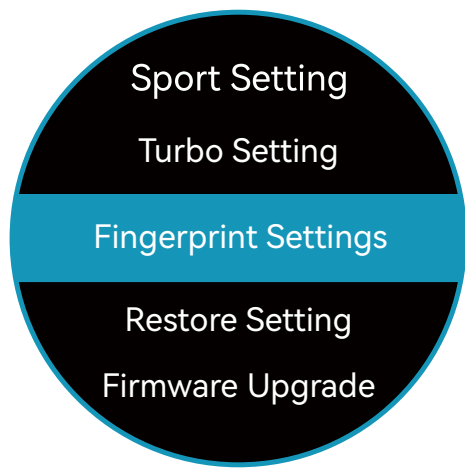 Sport Setting
Turbo Setting
Fingerprint Settings
Restore Setting
Firmware Upgrade